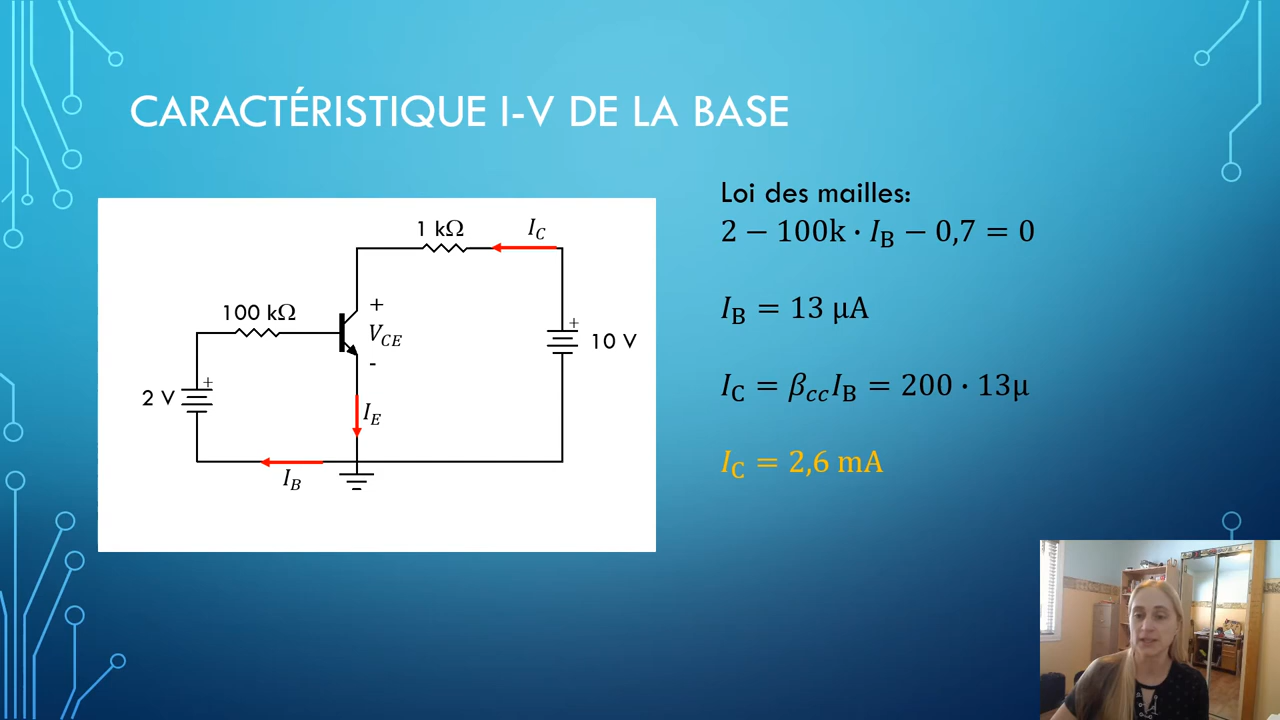 CARACTÉRISTIQUE I-V DE LA BASE
1 kΩ
I_C
100 kΩ
+
V_CE
-
+
10 V
+
2 V
I_E
I_B
Loi des mailles:
2 − 100k · I_B − 0,7 = 0
I_B = 13 µA
I_C = β_cc I_B = 200 · 13µ
I_C = 2,6 mA